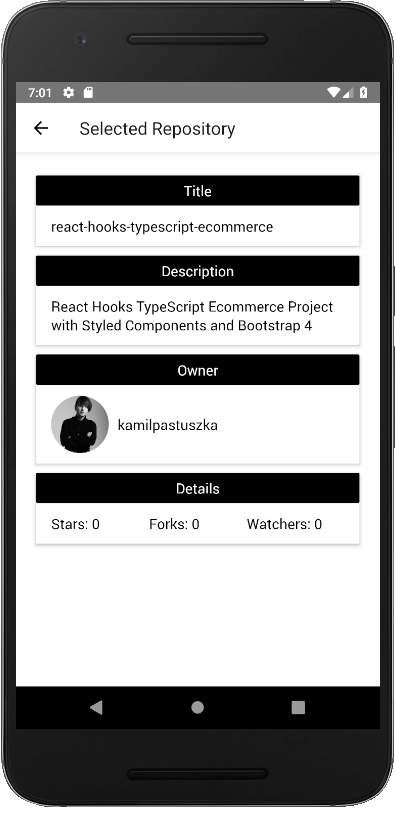 7:01
Selected Repository
Title
react-hooks-typescript-ecommerce
Description
React Hooks TypeScript Ecommerce Project
with Styled Components and Bootstrap 4
Owner
kamilpastuszka
Details
Stars: 0 Forks: 0 Watchers: 0